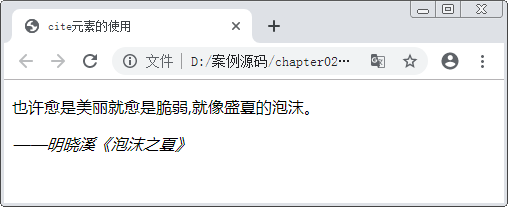 cite元素的使用
文件 D:/案例源码/chapter02…
也许愈是美丽就愈是脆弱,就像盛夏的泡沫。
——明晓溪《泡沫之夏》